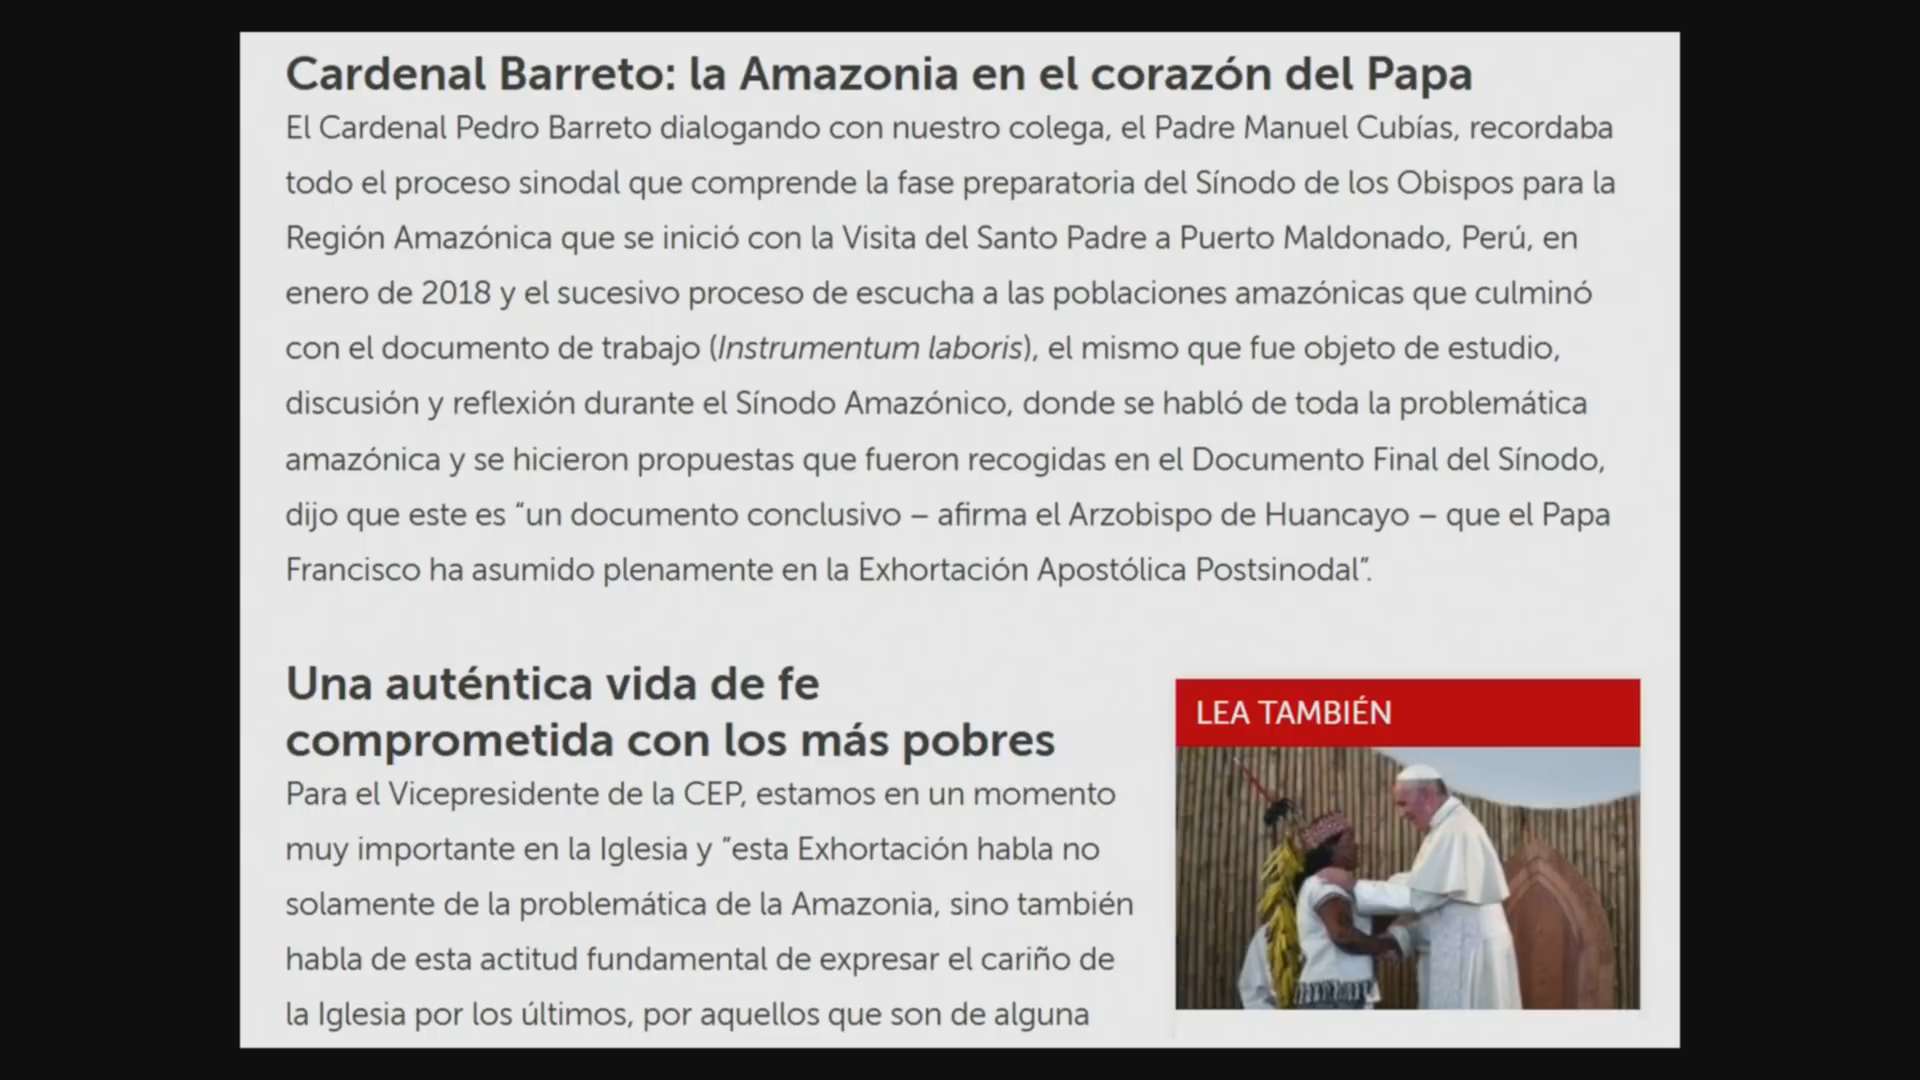 Cardenal Barreto: la Amazonia en el corazón del Papa
El Cardenal Pedro Barreto dialogando con nuestro colega, el Padre Manuel Cubías, recordaba
todo el proceso sinodal que comprende la fase preparatoria del Sínodo de los Obispos para la
Región Amazónica que se inició con la Visita del Santo Padre a Puerto Maldonado, Perú, en
enero de 2018 y el sucesivo proceso de escucha a las poblaciones amazónicas que culminó
con el documento de trabajo (Instrumentum laboris), el mismo que fue objeto de estudio,
discusión y reflexión durante el Sínodo Amazónico, donde se habló de toda la problemática
amazónica y se hicieron propuestas que fueron recogidas en el Documento Final del Sínodo,
dijo que este es “un documento conclusivo – afirma el Arzobispo de Huancayo – que el Papa
Francisco ha asumido plenamente en la Exhortación Apostólica Postsinodal”.
Una auténtica vida de fe
comprometida con los más pobres
Para el Vicepresidente de la CEP, estamos en un momento
muy importante en la Iglesia y “esta Exhortación habla no
solamente de la problemática de la Amazonia, sino también
habla de esta actitud fundamental de expresar el cariño de
la Iglesia por los últimos, por aquellos que son de alguna
LEA TAMBIÉN